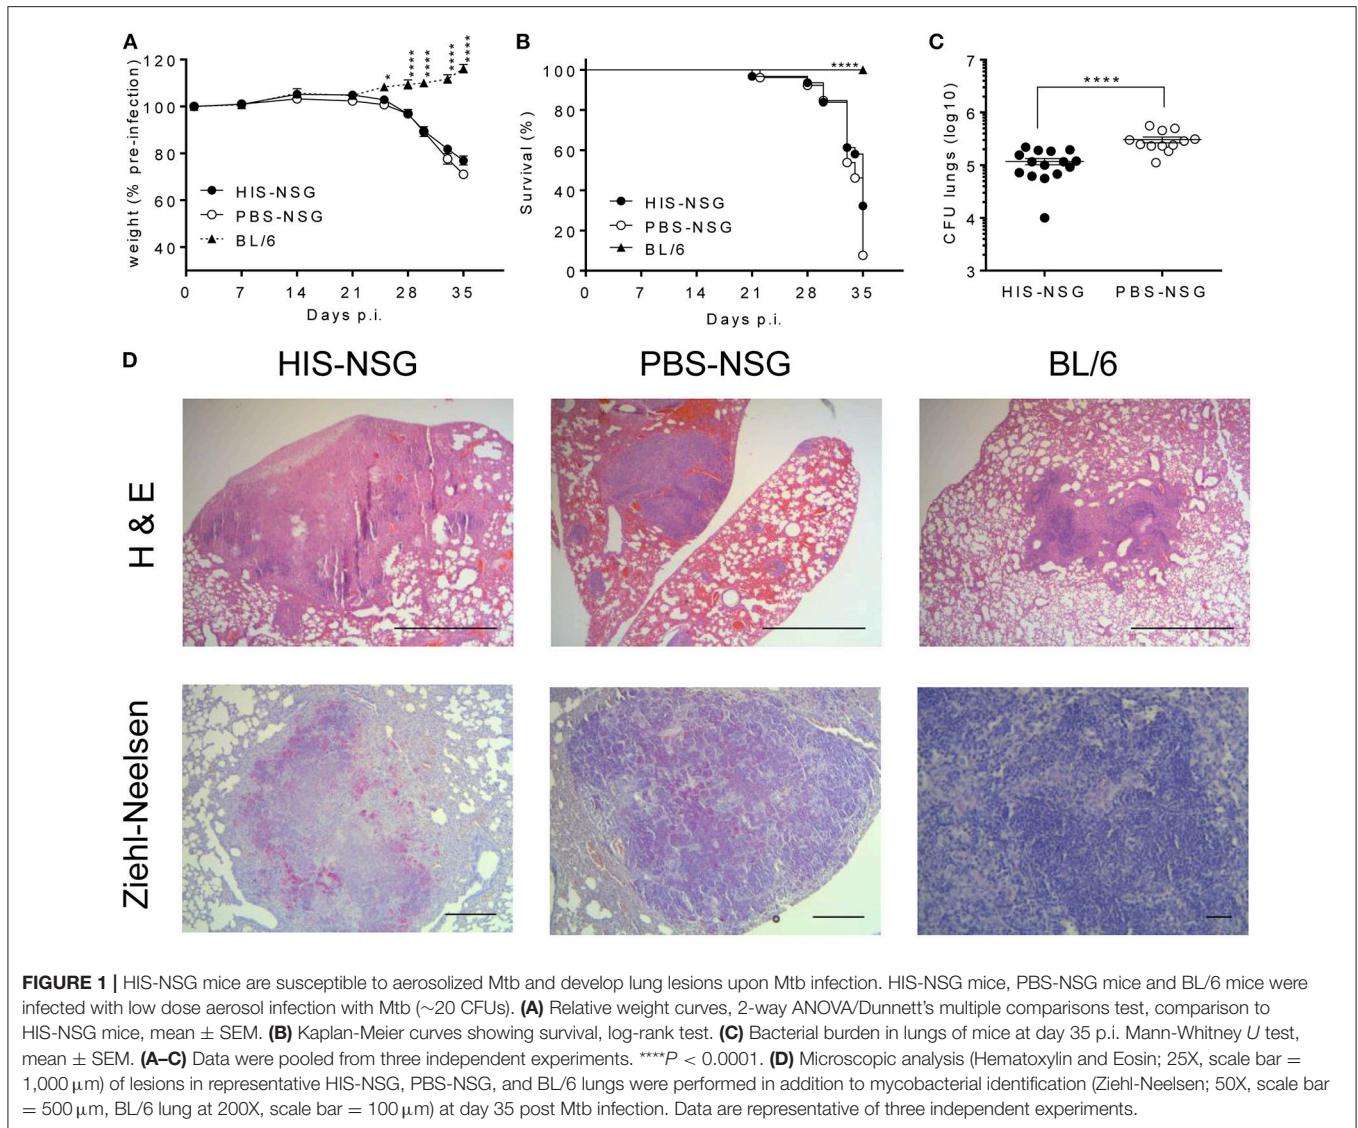 A
weight (% pre-infection)
120
100
80
60
40
*
****
****
****
****
HIS-NSG
PBS-NSG
BL/6
0 7 14 21 28 35
Days p.i.
B
Survival (%)
100
80
60
40
20
0
****
HIS-NSG
PBS-NSG
BL/6
0 7 14 21 28 35
Days p.i.
C
CFU lungs (log10)
7
6
5
4
3
****
HIS-NSG PBS-NSG
D
HIS-NSG PBS-NSG BL/6
H & E
Ziehl-Neelsen
FIGURE 1 | HIS-NSG mice are susceptible to aerosolized Mtb and develop lung lesions upon Mtb infection. HIS-NSG mice, PBS-NSG mice and BL/6 mice were
infected with low dose aerosol infection with Mtb (∼20 CFUs). (A) Relative weight curves, 2-way ANOVA/Dunnett's multiple comparisons test, comparison to
HIS-NSG mice, mean ± SEM. (B) Kaplan-Meier curves showing survival, log-rank test. (C) Bacterial burden in lungs of mice at day 35 p.i. Mann-Whitney U test,
mean ± SEM. (A–C) Data were pooled from three independent experiments. ****P < 0.0001. (D) Microscopic analysis (Hematoxylin and Eosin; 25X, scale bar =
1,000 μm) of lesions in representative HIS-NSG, PBS-NSG, and BL/6 lungs were performed in addition to mycobacterial identification (Ziehl-Neelsen; 50X, scale bar
= 500 μm, BL/6 lung at 200X, scale bar = 100 μm) at day 35 post Mtb infection. Data are representative of three independent experiments.